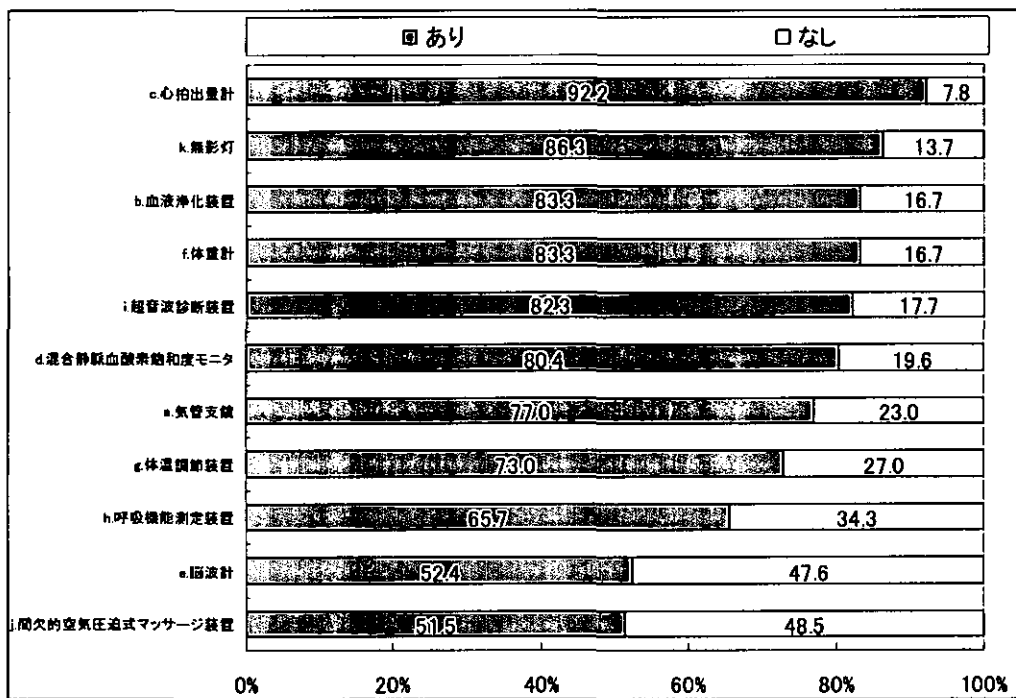 あり なし
c.心拍出量計 92.2 7.8
k.無影灯 86.3 13.7
b.血液浄化装置 83.3 16.7
f.体重計 83.3 16.7
i.超音波診断装置 82.3 17.7
d.混合静脈血酸素飽和度モニタ 80.4 19.6
a.気管支鏡 77.0 23.0
g.体温調節装置 73.0 27.0
h.呼吸機能測定装置 65.7 34.3
e.脳波計 52.4 47.6
j.間欠的空気圧迫式マッサージ装置 51.5 48.5
0% 20% 40% 60% 80% 100%